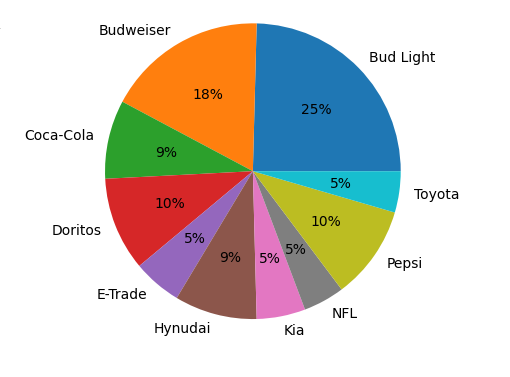 Budweiser
Bud Light
18%
25%
Coca-Cola
9%
5%
Toyota
10%
10%
Doritos
5%
9%
5%
5%
Pepsi
E-Trade
NFL
Hynudai
Kia